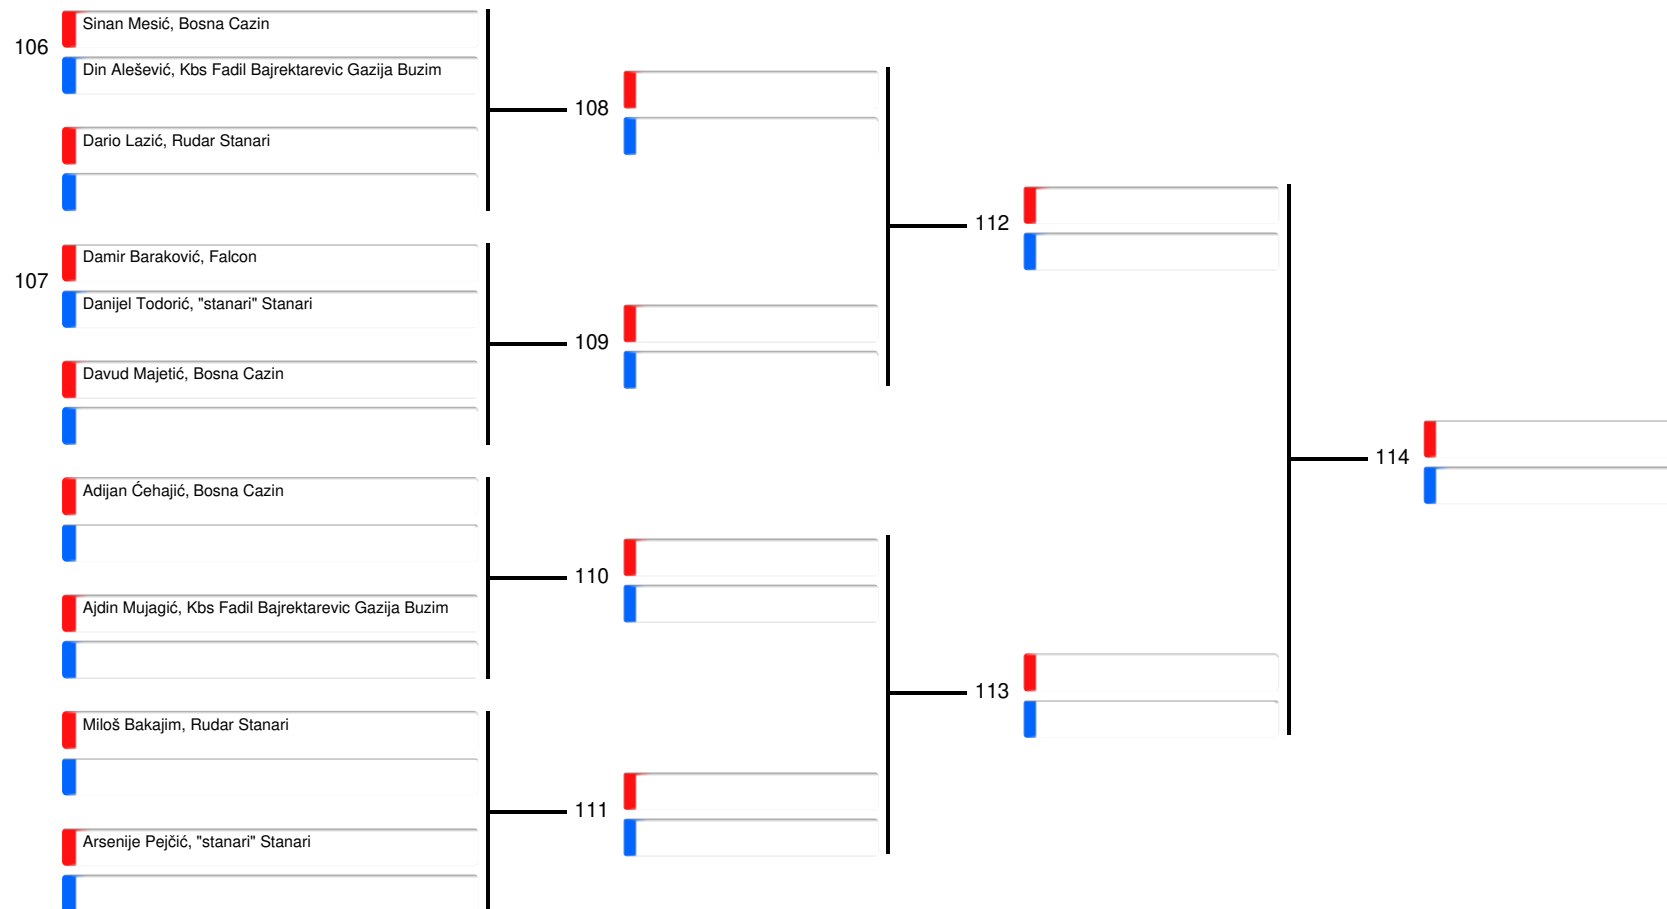 Sinan Mesić, Bosna Cazin
106
Din Alešević, Kbs Fadil Bajrektarevic Gazija Buzim
108
Dario Lazić, Rudar Stanari
112
Damir Baraković, Falcon
107
Danijel Todorić, "stanari" Stanari
109
Davud Majetić, Bosna Cazin
114
Adijan Ćehajić, Bosna Cazin
110
Ajdin Mujagić, Kbs Fadil Bajrektarevic Gazija Buzim
113
Miloš Bakajim, Rudar Stanari
111
Arsenije Pejčić, "stanari" Stanari